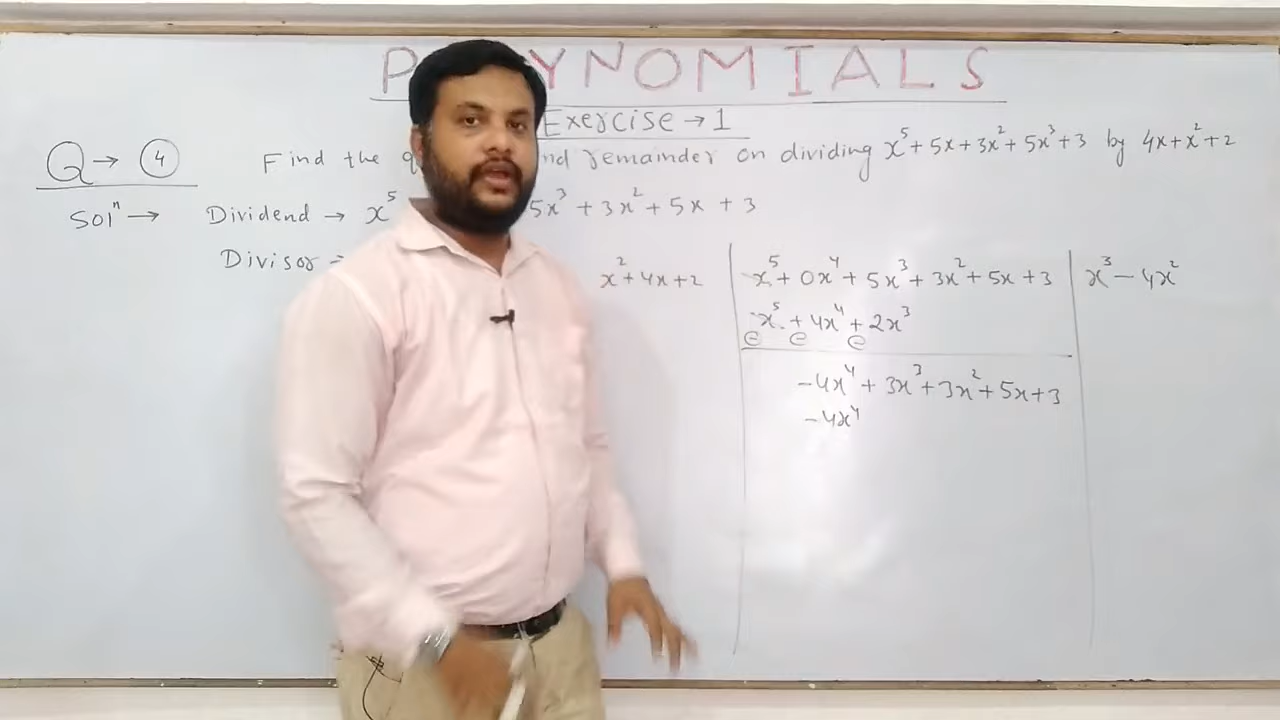 P YNOMIALS
Exercise → 1
Q → 4 Find the nd remainder on dividing x⁵ + 5x + 3x² + 5x³ + 3 by 4x + x² + 2
Solⁿ → Dividend → x⁵ 5x³ + 3x² + 5x + 3
Divisor
x² + 4x + 2 x⁵ + 0x⁴ + 5x³ + 3x² + 5x + 3 x³ - 4x²
x⁵ + 4x⁴ + 2x³
⊖ ⊖ ⊖
-4x⁴ + 3x³ + 3x² + 5x + 3
-4x⁴